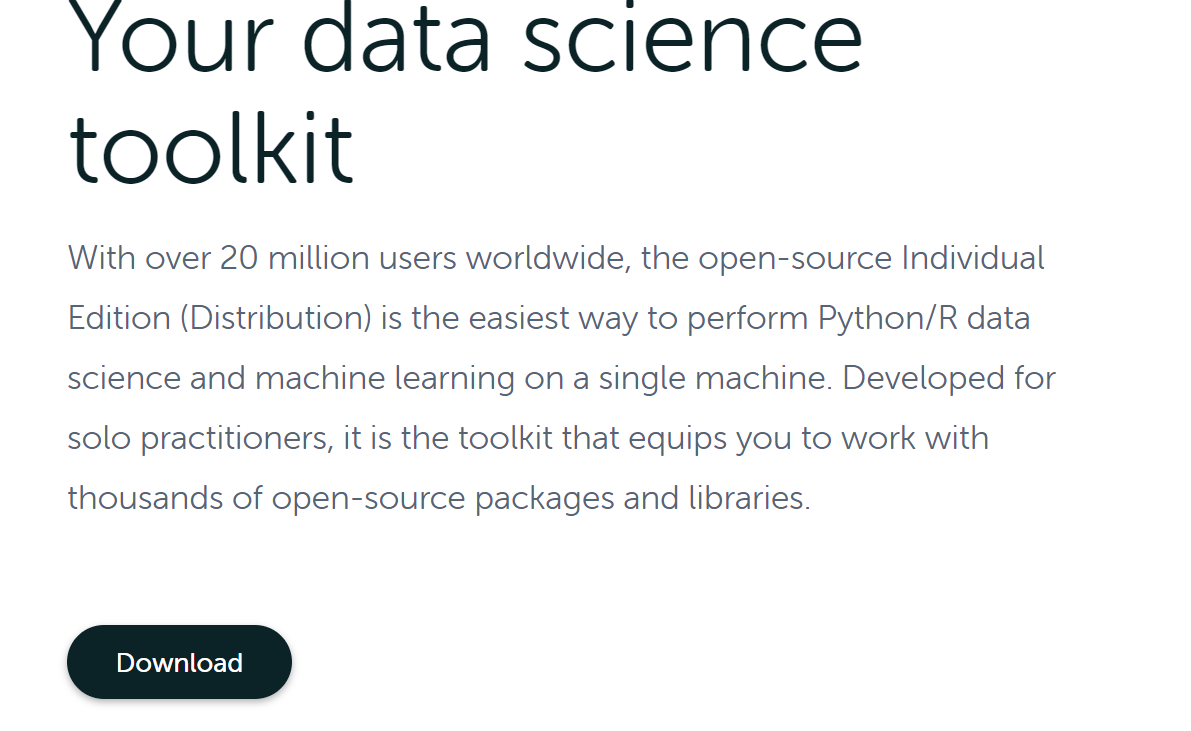 Your data science
toolkit
With over 20 million users worldwide, the open-source Individual
Edition (Distribution) is the easiest way to perform Python/R data
science and machine learning on a single machine. Developed for
solo practitioners, it is the toolkit that equips you to work with
thousands of open-source packages and libraries.
Download